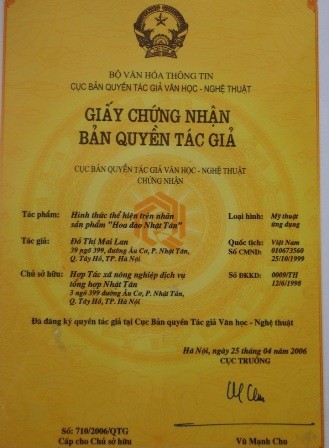 BỘ VĂN HÓA THÔNG TIN
CỤC BẢN QUYỀN TÁC GIẢ VĂN HỌC - NGHỆ THUẬT
GIẤY CHỨNG NHẬN
BẢN QUYỀN TÁC GIẢ
CỤC BẢN QUYỀN TÁC GIẢ VĂN HỌC - NGHỆ THUẬT
CHỨNG NHẬN
Tác phẩm: Hình thức thể hiện trên nhãn Loại hình: Mỹ thuật
sản phẩm "Hoa đào Nhật Tân" ứng dụng
Tác giả: Đỗ Thị Mai Lan Quốc tịch: Việt Nam
39 ngõ 399, đường Âu Cơ, P. Nhật Tân, Số CMND: 010673560
Q. Tây Hồ, TP. Hà Nội 25/10/1999
Chủ sở hữu: Hợp Tác xã nông nghiệp dịch vụ Số ĐKKD: 0009/TH
tổng hợp Nhật Tân 12/6/1998
3 ngõ 399 đường Âu Cơ, P. Nhật Tân,
Q. Tây Hồ, TP. Hà Nội
Đã đăng ký quyền tác giả tại Cục Bản quyền Tác giả Văn học - Nghệ thuật
Hà Nội, ngày 25 tháng 04 năm 2006
CỤC TRƯỞNG
Số: 710/2006/QTG
Cấp cho Chủ sở hữu Vũ Mạnh Chu